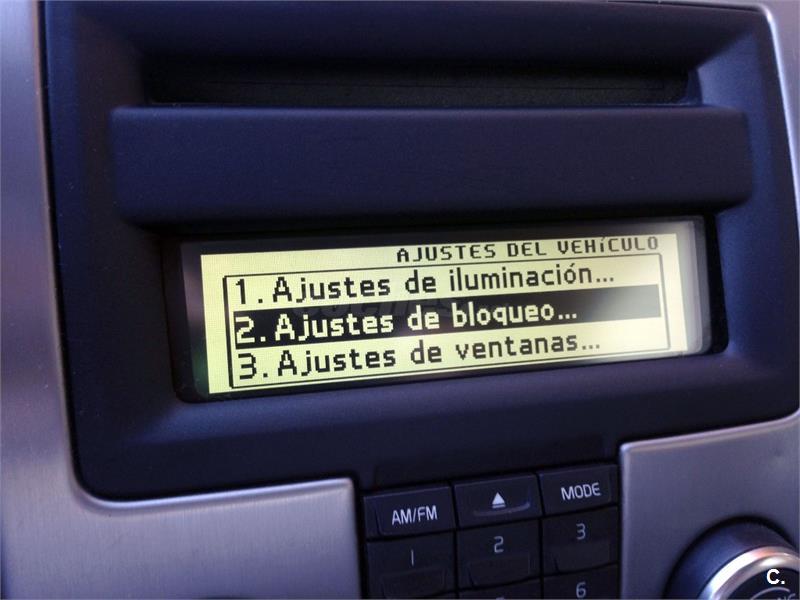 AJUSTES DEL VEHÍCULO
1. Ajustes de iluminación...
2. Ajustes de bloqueo...
3. Ajustes de ventanas...
AM/FM
MODE
1
2
3
6
C.